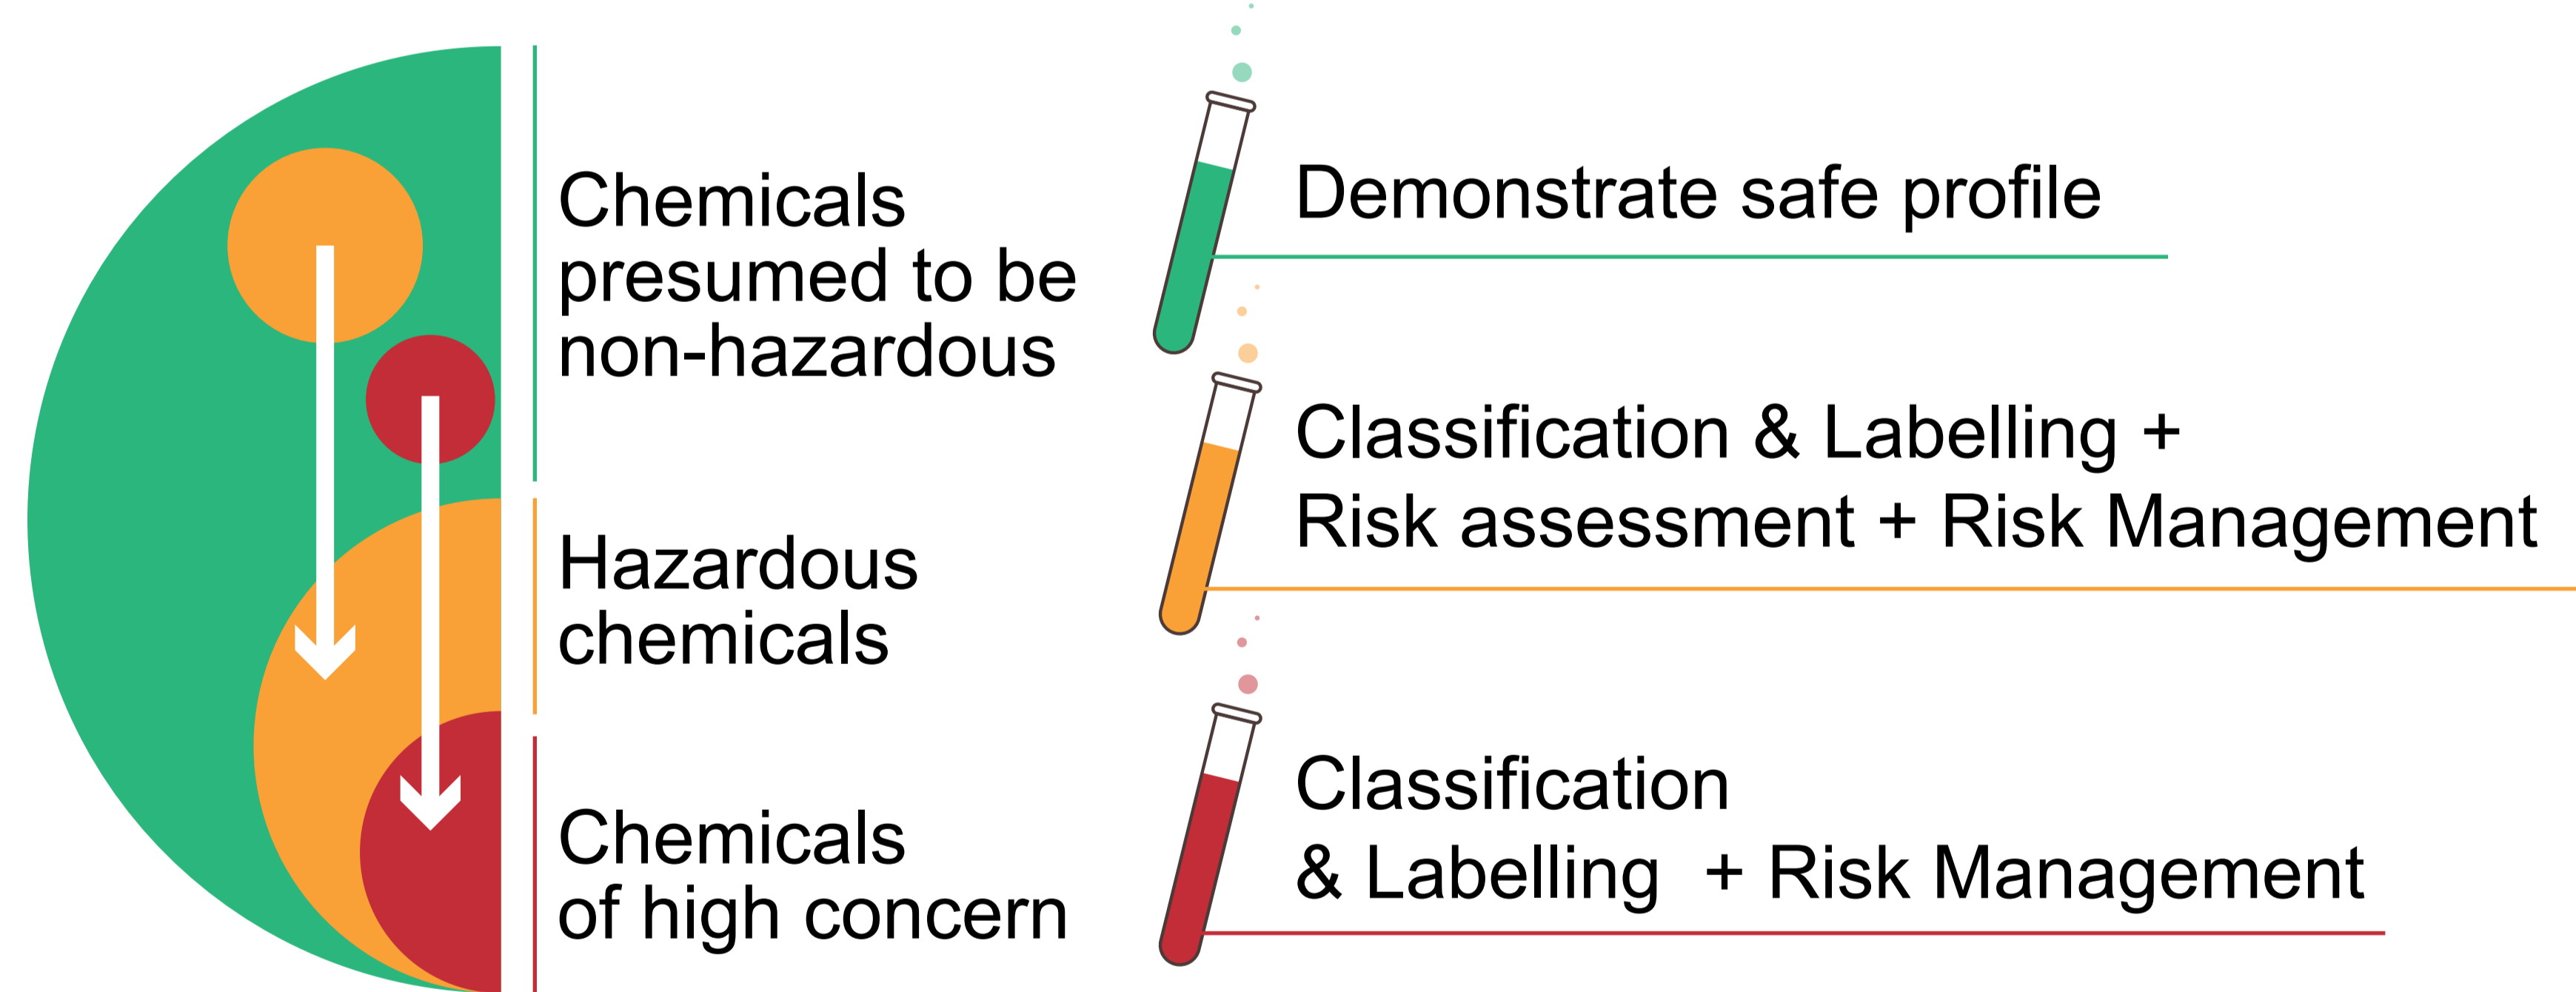 Chemicals
presumed to be
non-hazardous
Demonstrate safe profile
Hazardous
chemicals
Classification & Labelling +
Risk assessment + Risk Management
Chemicals
of high concern
Classification
& Labelling + Risk Management